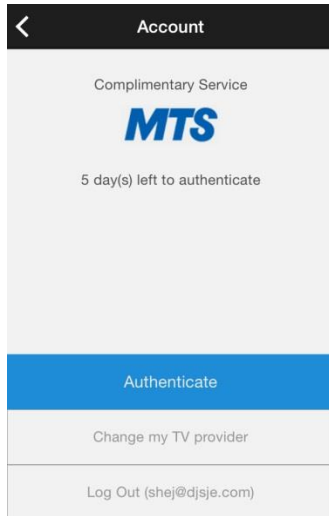 Account
Complimentary Service
MTS
5 day(s) left to authenticate
Authenticate
Change my TV provider
Log Out (shej@djsje.com)